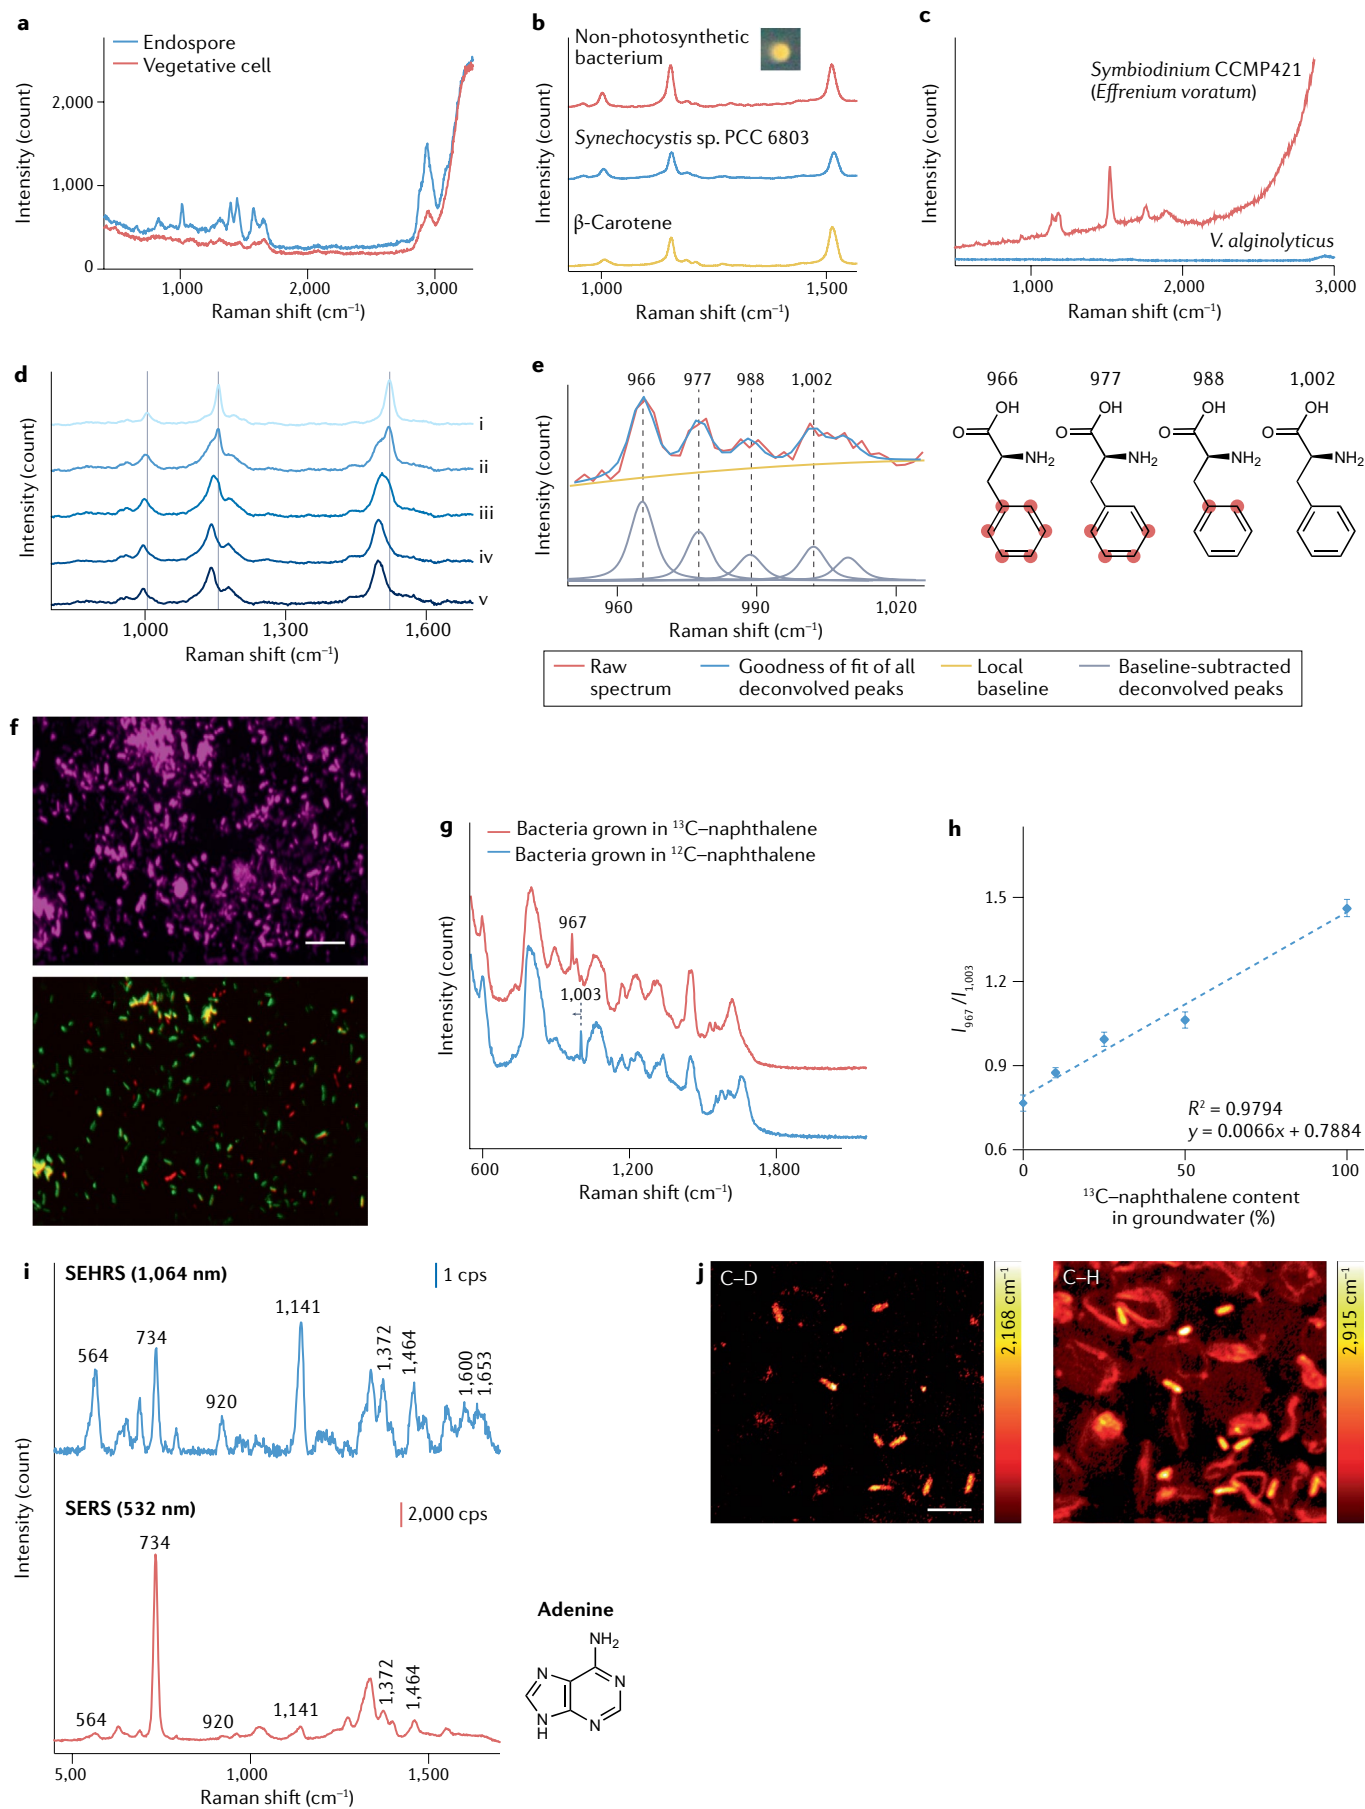 a
Endospore
Vegetative cell
2,000
1,000
0
1,000
2,000
3,000
Raman shift (cm⁻¹)
Intensity (count)
b
Non-photosynthetic
bacterium
Synechocystis sp. PCC 6803
β-Carotene
1,000
1,500
Raman shift (cm⁻¹)
Intensity (count)
c
Symbiodinium CCMP421
(Effrenium voratum)
V. alginolyticus
1,000
2,000
3,000
Raman shift (cm⁻¹)
Intensity (count)
d
i
ii
iii
iv
v
1,000
1,300
1,600
Raman shift (cm⁻¹)
Intensity (count)
e
966
977
988
1,002
960
990
1,020
Raman shift (cm⁻¹)
Intensity (count)
966
977
988
1,002
OH
O
NH₂
OH
O
NH₂
OH
O
NH₂
OH
O
NH₂
Raw
spectrum
Goodness of fit of all
deconvolved peaks
Local
baseline
Baseline-subtracted
deconvolved peaks
f
g
Bacteria grown in ¹³C–naphthalene
Bacteria grown in ¹²C–naphthalene
967
1,003
600
1,200
1,800
Raman shift (cm⁻¹)
Intensity (count)
h
1.5
1.2
0.9
0.6
0
50
100
I₉₆₇/I₁,₀₀₃
R² = 0.9794
y = 0.0066x + 0.7884
¹³C–naphthalene content
in groundwater (%)
i
SEHRS (1,064 nm)
1 cps
564
734
920
1,141
1,372
1,464
1,600
1,653
SERS (532 nm)
2,000 cps
564
734
920
1,141
1,372
1,464
5,00
1,000
1,500
Raman shift (cm⁻¹)
Intensity (count)
Adenine
NH₂
N
N
N
N
H
j
C–D
2,168 cm⁻¹
C–H
2,915 cm⁻¹